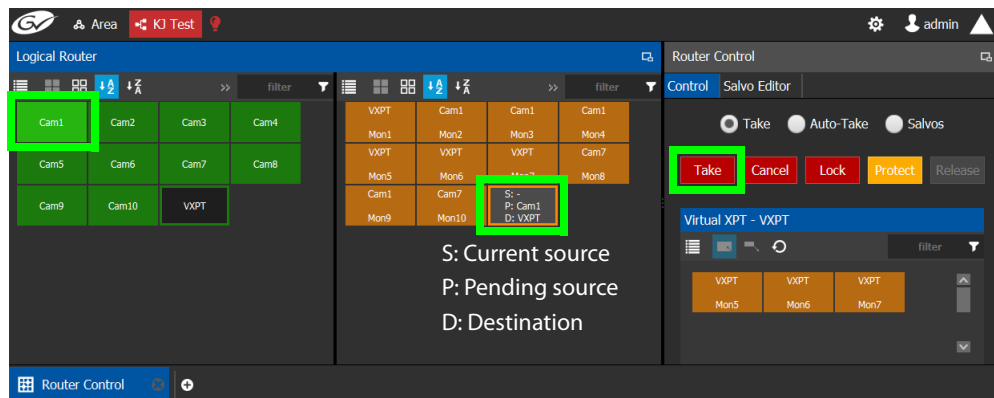 GV Area KJ Test admin
Logical Router
Router Control
filter
filter
Control Salvo Editor
Cam1 Cam2 Cam3 Cam4
Cam5 Cam6 Cam7 Cam8
Cam9 Cam10 VXPT
VXPT Cam1 Cam1 Cam1
Mon1 Mon2 Mon3 Mon4
VXPT VXPT VXPT Cam7
Mon5 Mon6 Mon7 Mon8
Cam1 Cam7 S: -
P: Cam1
Mon9 Mon10 D: VXPT
S: Current source
P: Pending source
D: Destination
Take Auto-Take Salvos
Take Cancel Lock Protect Release
Virtual XPT - VXPT
filter
VXPT VXPT VXPT
Mon5 Mon6 Mon7
Router Control